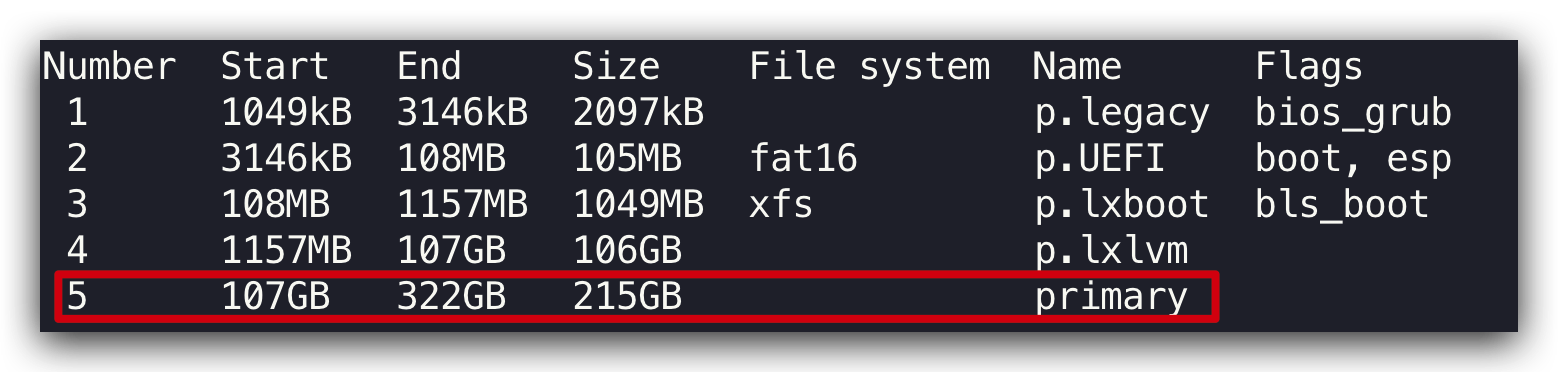 Number  Start   End     Size    File system  Name      Flags
 1      1049kB  3146kB  2097kB               p.legacy  bios_grub
 2      3146kB  108MB   105MB   fat16        p.UEFI    boot, esp
 3      108MB   1157MB  1049MB  xfs          p.lxboot  bls_boot
 4      1157MB  107GB   106GB                p.lxlvm
 5      107GB   322GB   215GB                primary